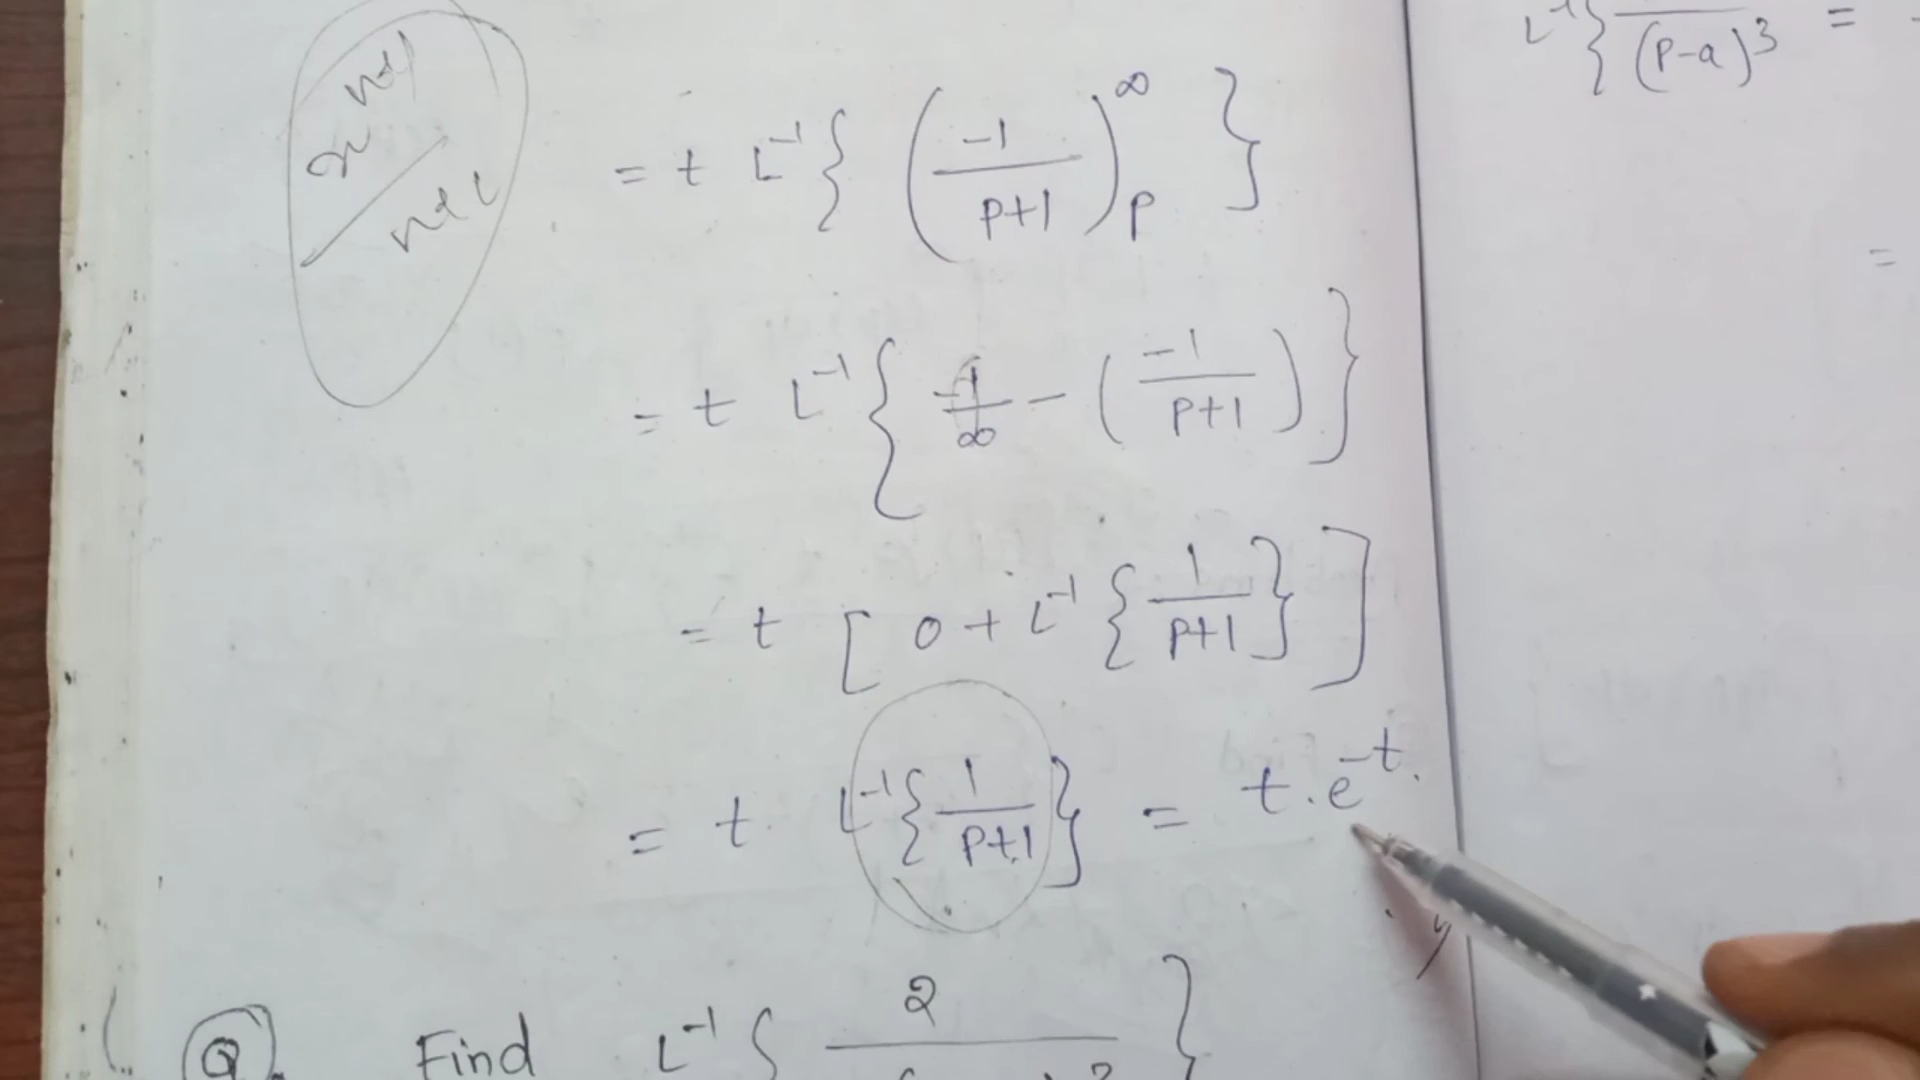 x^(n+1) / n+1
= t L⁻¹{ ( -1 / p+1 )_p^∞ }
= t L⁻¹{ -1/∞ - ( -1 / p+1 ) }
= t [ 0 + L⁻¹ { 1 / p+1 } ]
= t. L⁻¹ { 1 / p+1 } = t.e^-t.
Q. Find L⁻¹ { 2 / }
L⁻¹{ / (p-a)³ =
=